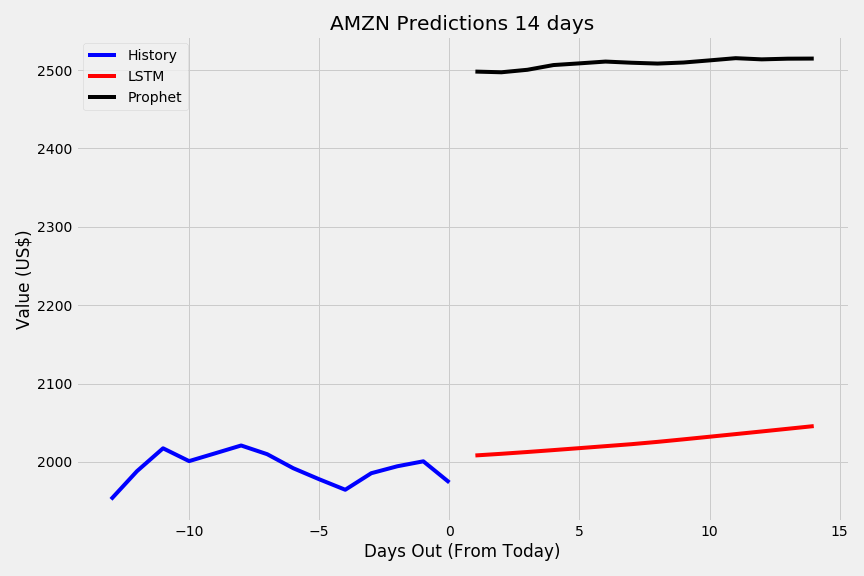 AMZN Predictions 14 days
History
LSTM
Prophet
2500
2400
2300
2200
2100
2000
Value (US$)
−10 −5 0 5 10 15
Days Out (From Today)